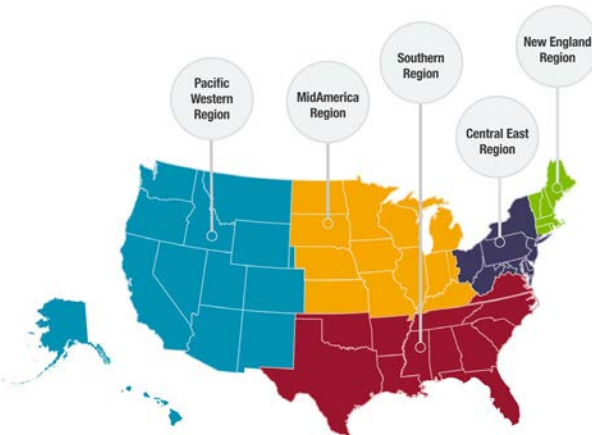 Pacific
Western
Region
MidAmerica
Region
Southern
Region
Central East
Region
New England
Region